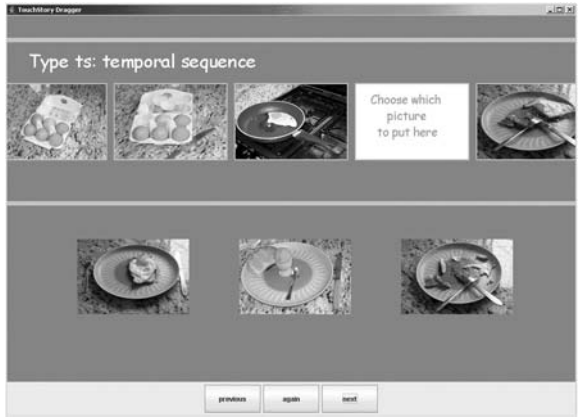 TouchStory Dragger
Type ts: temporal sequence
Choose which
picture
to put here
previous
again
next